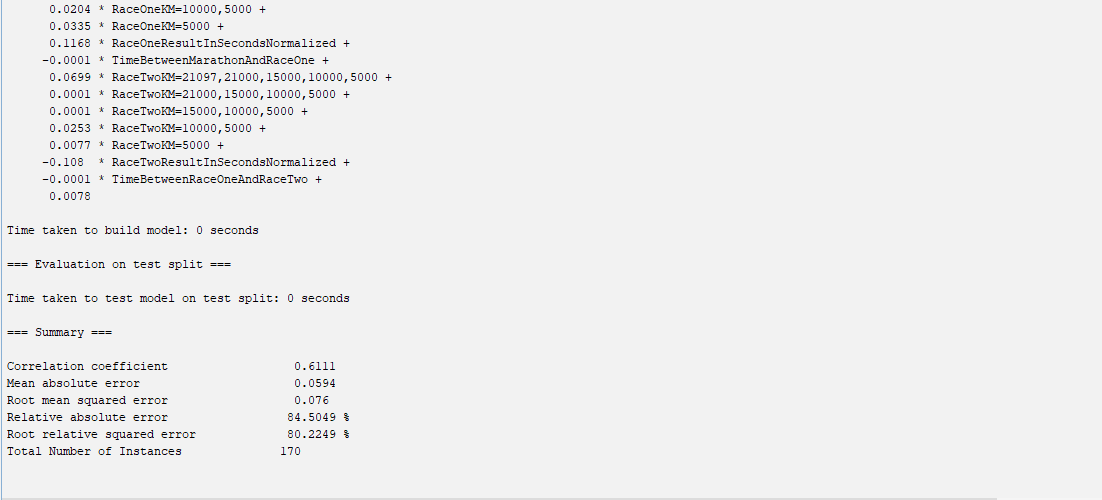 0.0204 * RaceOneKM=10000,5000 +
0.0335 * RaceOneKM=5000 +
0.1168 * RaceOneResultInSecondsNormalized +
-0.0001 * TimeBetweenMarathonAndRaceOne +
0.0699 * RaceTwoKM=21097,21000,15000,10000,5000 +
0.0001 * RaceTwoKM=21000,15000,10000,5000 +
0.0001 * RaceTwoKM=15000,10000,5000 +
0.0253 * RaceTwoKM=10000,5000 +
0.0077 * RaceTwoKM=5000 +
-0.108  * RaceTwoResultInSecondsNormalized +
-0.0001 * TimeBetweenRaceOneAndRaceTwo +
0.0078
Time taken to build model: 0 seconds
=== Evaluation on test split ===
Time taken to test model on test split: 0 seconds
=== Summary ===
Correlation coefficient                  0.6111
Mean absolute error                      0.0594
Root mean squared error                  0.076
Relative absolute error                 84.5049 %
Root relative squared error             80.2249 %
Total Number of Instances              170